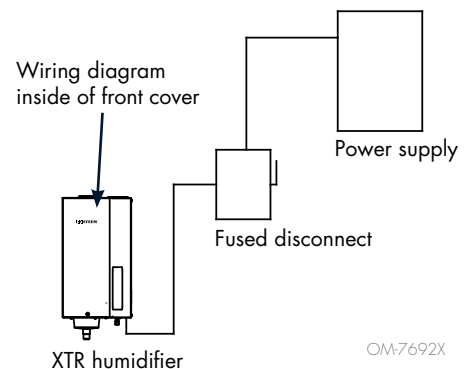 Wiring diagram
inside of front cover
Power supply
Fused disconnect
XTR humidifier
OM-7692X